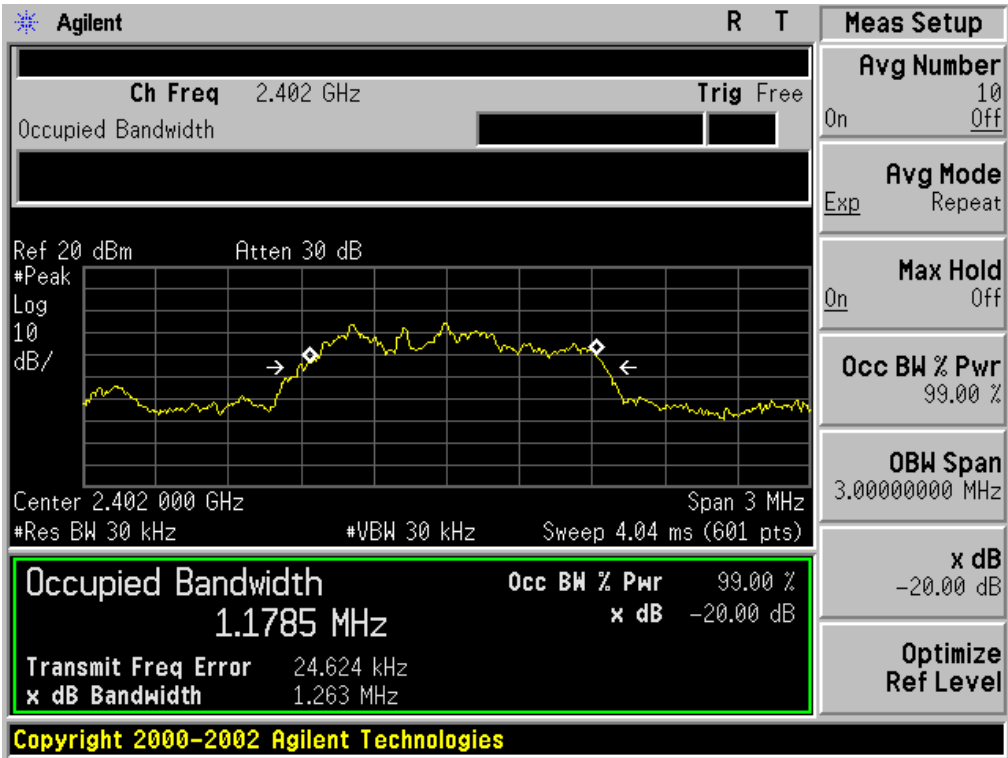 Agilent R T
Ch Freq 2.402 GHz Trig Free
Occupied Bandwidth
Ref 20 dBm Atten 30 dB
#Peak
Log
10
dB/
Center 2.402 000 GHz Span 3 MHz
#Res BW 30 kHz #VBW 30 kHz Sweep 4.04 ms (601 pts)
Occupied Bandwidth Occ BW % Pwr 99.00 %
1.1785 MHz x dB -20.00 dB
Transmit Freq Error 24.624 kHz
x dB Bandwidth 1.263 MHz
Copyright 2000-2002 Agilent Technologies
Meas Setup
Avg Number
10
On Off
Avg Mode
Exp Repeat
Max Hold
On Off
Occ BW % Pwr
99.00 %
OBW Span
3.00000000 MHz
x dB
-20.00 dB
Optimize
Ref Level